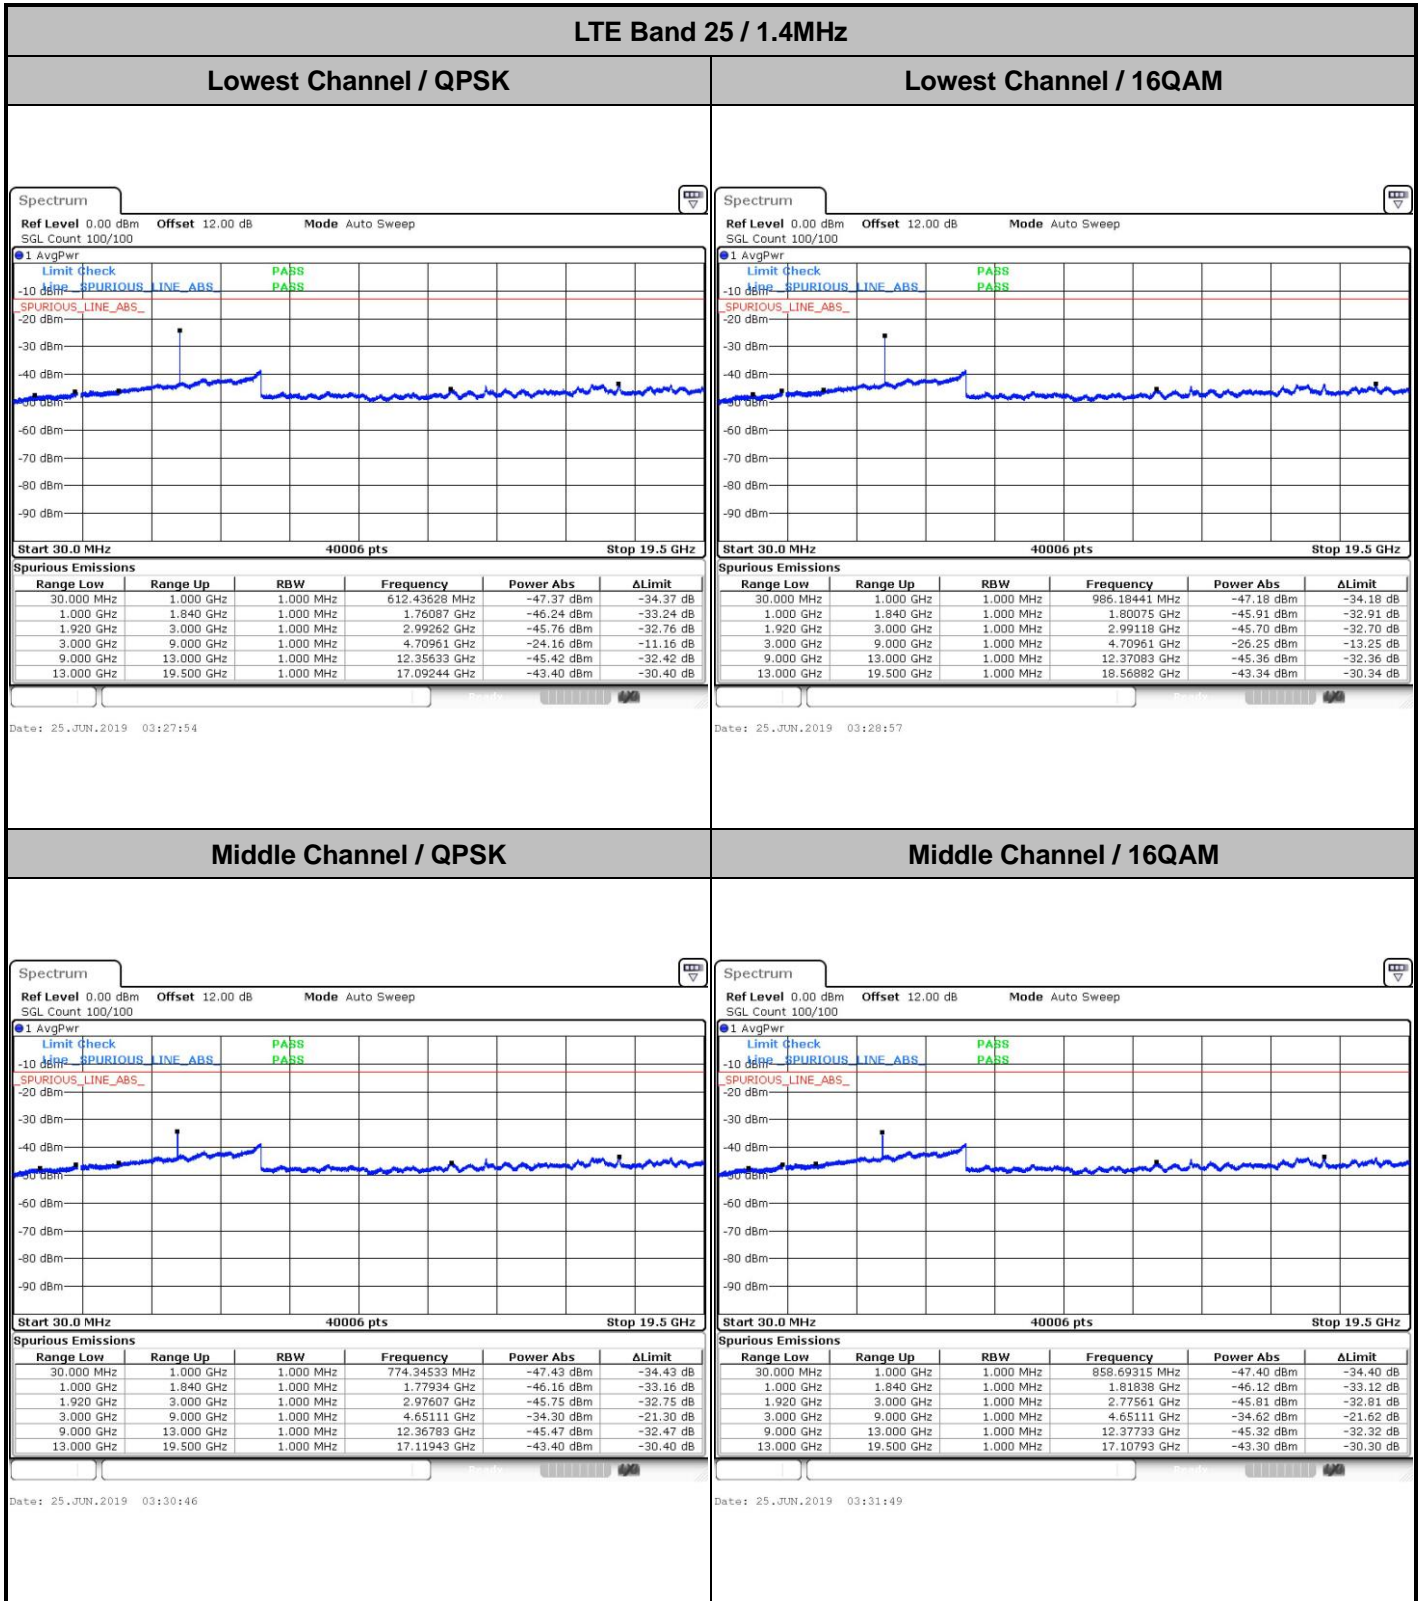 LTE Band 25 / 1.4MHz
Lowest Channel / QPSK
Lowest Channel / 16QAM
Spectrum
Ref Level 0.00 dBm Offset 12.00 dB Mode Auto Sweep
SGL Count 100/100
1 AvgPwr
Limit Check PASS
-10 dBm Line _SPURIOUS_LINE_ABS_ PASS
_SPURIOUS_LINE_ABS_
-20 dBm
-30 dBm
-40 dBm
-50 dBm
-60 dBm
-70 dBm
-80 dBm
-90 dBm
Start 30.0 MHz 40006 pts Stop 19.5 GHz
Spurious Emissions
Range Low Range Up RBW Frequency Power Abs ΔLimit
30.000 MHz 1.000 GHz 1.000 MHz 612.43628 MHz -47.37 dBm -34.37 dB
1.000 GHz 1.840 GHz 1.000 MHz 1.76087 GHz -46.24 dBm -33.24 dB
1.920 GHz 3.000 GHz 1.000 MHz 2.99262 GHz -45.76 dBm -32.76 dB
3.000 GHz 9.000 GHz 1.000 MHz 4.70961 GHz -24.16 dBm -11.16 dB
9.000 GHz 13.000 GHz 1.000 MHz 12.35633 GHz -45.42 dBm -32.42 dB
13.000 GHz 19.500 GHz 1.000 MHz 17.09244 GHz -43.40 dBm -30.40 dB
Date: 25.JUN.2019 03:27:54
Spectrum
Ref Level 0.00 dBm Offset 12.00 dB Mode Auto Sweep
SGL Count 100/100
1 AvgPwr
Limit Check PASS
-10 dBm Line _SPURIOUS_LINE_ABS_ PASS
_SPURIOUS_LINE_ABS_
-20 dBm
-30 dBm
-40 dBm
-50 dBm
-60 dBm
-70 dBm
-80 dBm
-90 dBm
Start 30.0 MHz 40006 pts Stop 19.5 GHz
Spurious Emissions
Range Low Range Up RBW Frequency Power Abs ΔLimit
30.000 MHz 1.000 GHz 1.000 MHz 986.18441 MHz -47.18 dBm -34.18 dB
1.000 GHz 1.840 GHz 1.000 MHz 1.80075 GHz -45.91 dBm -32.91 dB
1.920 GHz 3.000 GHz 1.000 MHz 2.99118 GHz -45.70 dBm -32.70 dB
3.000 GHz 9.000 GHz 1.000 MHz 4.70961 GHz -26.25 dBm -13.25 dB
9.000 GHz 13.000 GHz 1.000 MHz 12.37083 GHz -45.36 dBm -32.36 dB
13.000 GHz 19.500 GHz 1.000 MHz 18.56882 GHz -43.34 dBm -30.34 dB
Date: 25.JUN.2019 03:28:57
Middle Channel / QPSK
Middle Channel / 16QAM
Spectrum
Ref Level 0.00 dBm Offset 12.00 dB Mode Auto Sweep
SGL Count 100/100
1 AvgPwr
Limit Check PASS
-10 dBm Line _SPURIOUS_LINE_ABS_ PASS
_SPURIOUS_LINE_ABS_
-20 dBm
-30 dBm
-40 dBm
-50 dBm
-60 dBm
-70 dBm
-80 dBm
-90 dBm
Start 30.0 MHz 40006 pts Stop 19.5 GHz
Spurious Emissions
Range Low Range Up RBW Frequency Power Abs ΔLimit
30.000 MHz 1.000 GHz 1.000 MHz 774.34533 MHz -47.43 dBm -34.43 dB
1.000 GHz 1.840 GHz 1.000 MHz 1.77934 GHz -46.16 dBm -33.16 dB
1.920 GHz 3.000 GHz 1.000 MHz 2.97607 GHz -45.75 dBm -32.75 dB
3.000 GHz 9.000 GHz 1.000 MHz 4.65111 GHz -34.30 dBm -21.30 dB
9.000 GHz 13.000 GHz 1.000 MHz 12.36783 GHz -45.47 dBm -32.47 dB
13.000 GHz 19.500 GHz 1.000 MHz 17.11943 GHz -43.40 dBm -30.40 dB
Date: 25.JUN.2019 03:30:46
Spectrum
Ref Level 0.00 dBm Offset 12.00 dB Mode Auto Sweep
SGL Count 100/100
1 AvgPwr
Limit Check PASS
-10 dBm Line _SPURIOUS_LINE_ABS_ PASS
_SPURIOUS_LINE_ABS_
-20 dBm
-30 dBm
-40 dBm
-50 dBm
-60 dBm
-70 dBm
-80 dBm
-90 dBm
Start 30.0 MHz 40006 pts Stop 19.5 GHz
Spurious Emissions
Range Low Range Up RBW Frequency Power Abs ΔLimit
30.000 MHz 1.000 GHz 1.000 MHz 858.69315 MHz -47.40 dBm -34.40 dB
1.000 GHz 1.840 GHz 1.000 MHz 1.81838 GHz -46.12 dBm -33.12 dB
1.920 GHz 3.000 GHz 1.000 MHz 2.77561 GHz -45.81 dBm -32.81 dB
3.000 GHz 9.000 GHz 1.000 MHz 4.65111 GHz -34.62 dBm -21.62 dB
9.000 GHz 13.000 GHz 1.000 MHz 12.37733 GHz -45.32 dBm -32.32 dB
13.000 GHz 19.500 GHz 1.000 MHz 17.10793 GHz -43.30 dBm -30.30 dB
Date: 25.JUN.2019 03:31:49